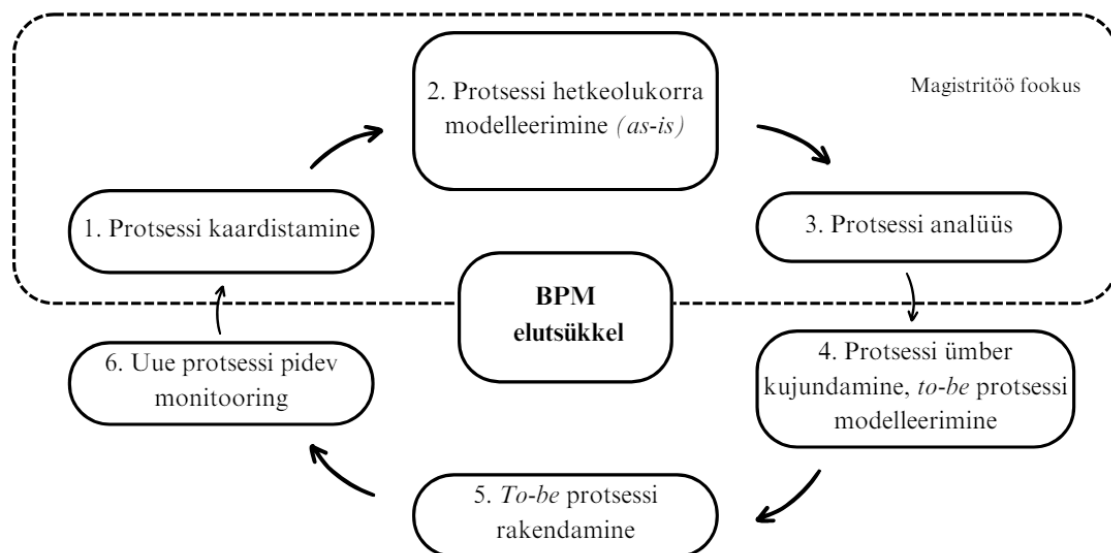 2. Protsessi hetkeolukorra
modelleerimine (as-is)
Magistritöö fookus
1. Protsessi kaardistamine
3. Protsessi analüüs
BPM
elutsükkel
6. Uue protsessi pidev
monitooring
4. Protsessi ümber
kujundamine, to-be protsessi
modelleerimine
5. To-be protsessi
rakendamine